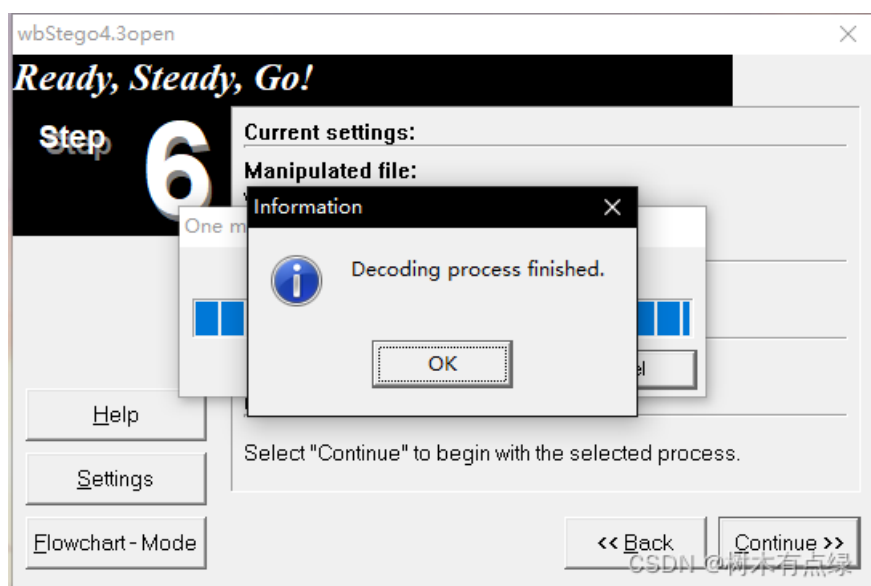 wbStego4.3open
Ready, Steady, Go!
Step 6
Current settings:
Manipulated file:
One m
Information
Decoding process finished.
OK
Help
Settings
Flowchart - Mode
Select "Continue" to begin with the selected process.
<< Back
Continue >>
CSDN @树木有点绿